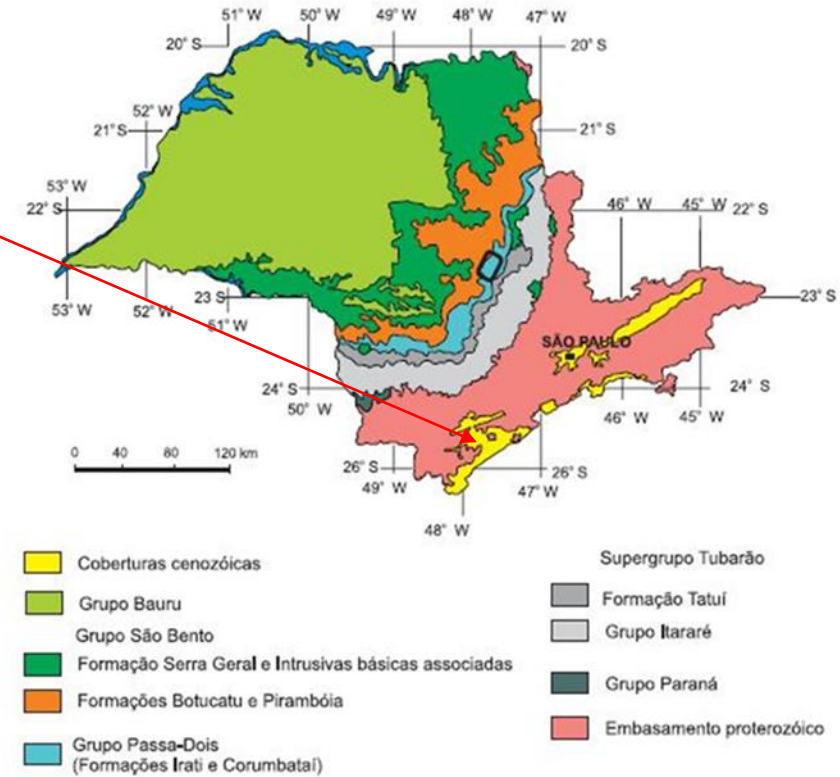 51° W 50° W 49° W 48° W 47° W
20° S 20° S
52° W
21° S 21° S
53° W
22° S 46° W 45° W 22° S
53° W 52° W 23 S 51° W 23° S
SÃO PAULO
24° S 24° S
50° W 46° W 45° W
0 40 80 120 km
26° S 26° S
49° W 47° W
48° W
Coberturas cenozóicas
Grupo Bauru
Grupo São Bento
Formação Serra Geral e Intrusivas básicas associadas
Formações Botucatu e Pirambóia
Grupo Passa-Dois
(Formações Irati e Corumbataí)
Supergrupo Tubarão
Formação Tatuí
Grupo Itararé
Grupo Paraná
Embasamento proterozóico